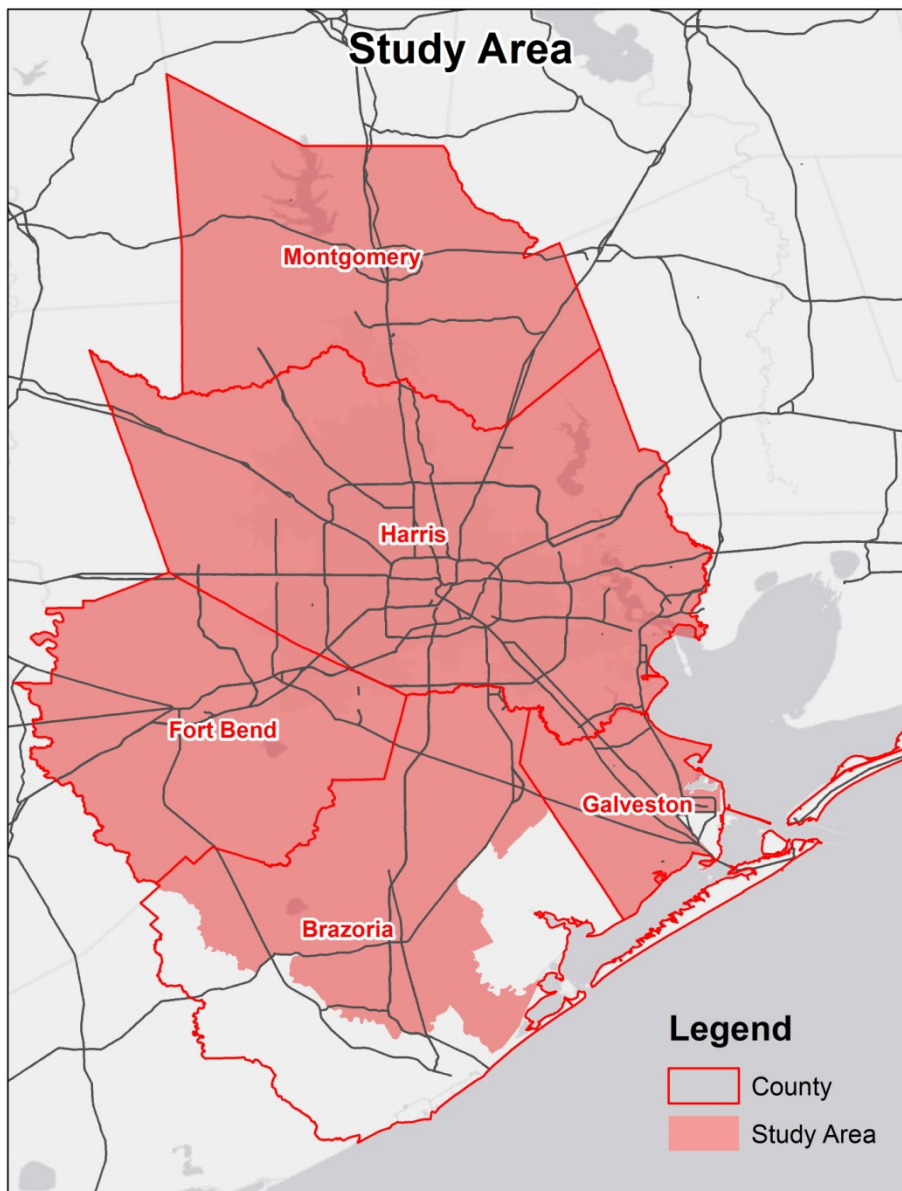 Study Area
Montgomery
Harris
Fort Bend
Galveston
Brazoria
Legend
County
Study Area